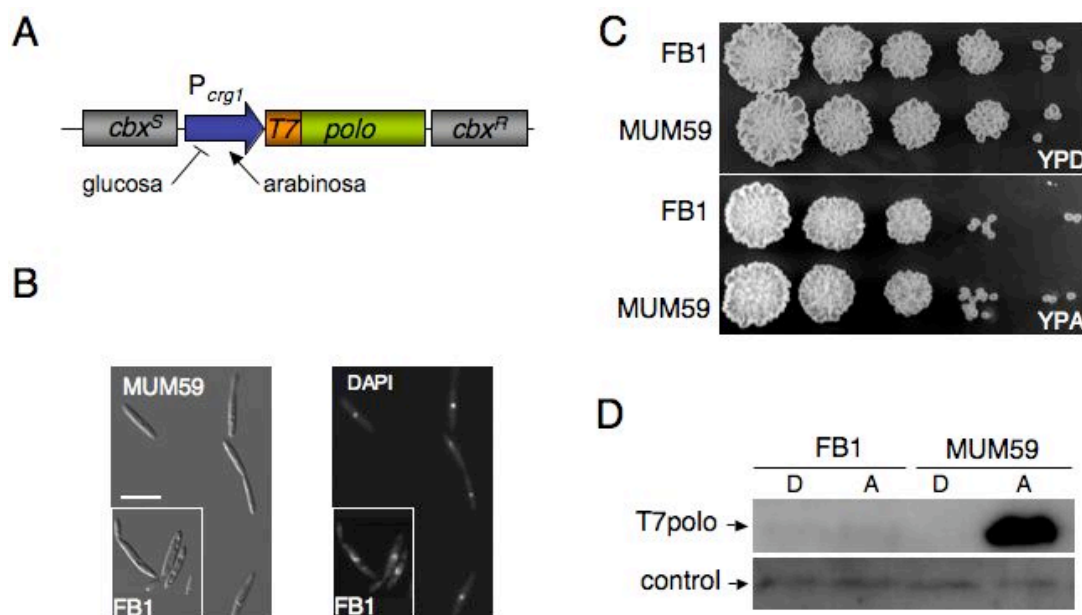 A
P crg1
cbx^S T7 polo cbx^R
glucosa arabinosa
B
MUM59 DAPI
FB1 FB1
C
FB1
MUM59
YPD
FB1
MUM59
YPA
D
FB1 MUM59
D A D A
T7polo
control